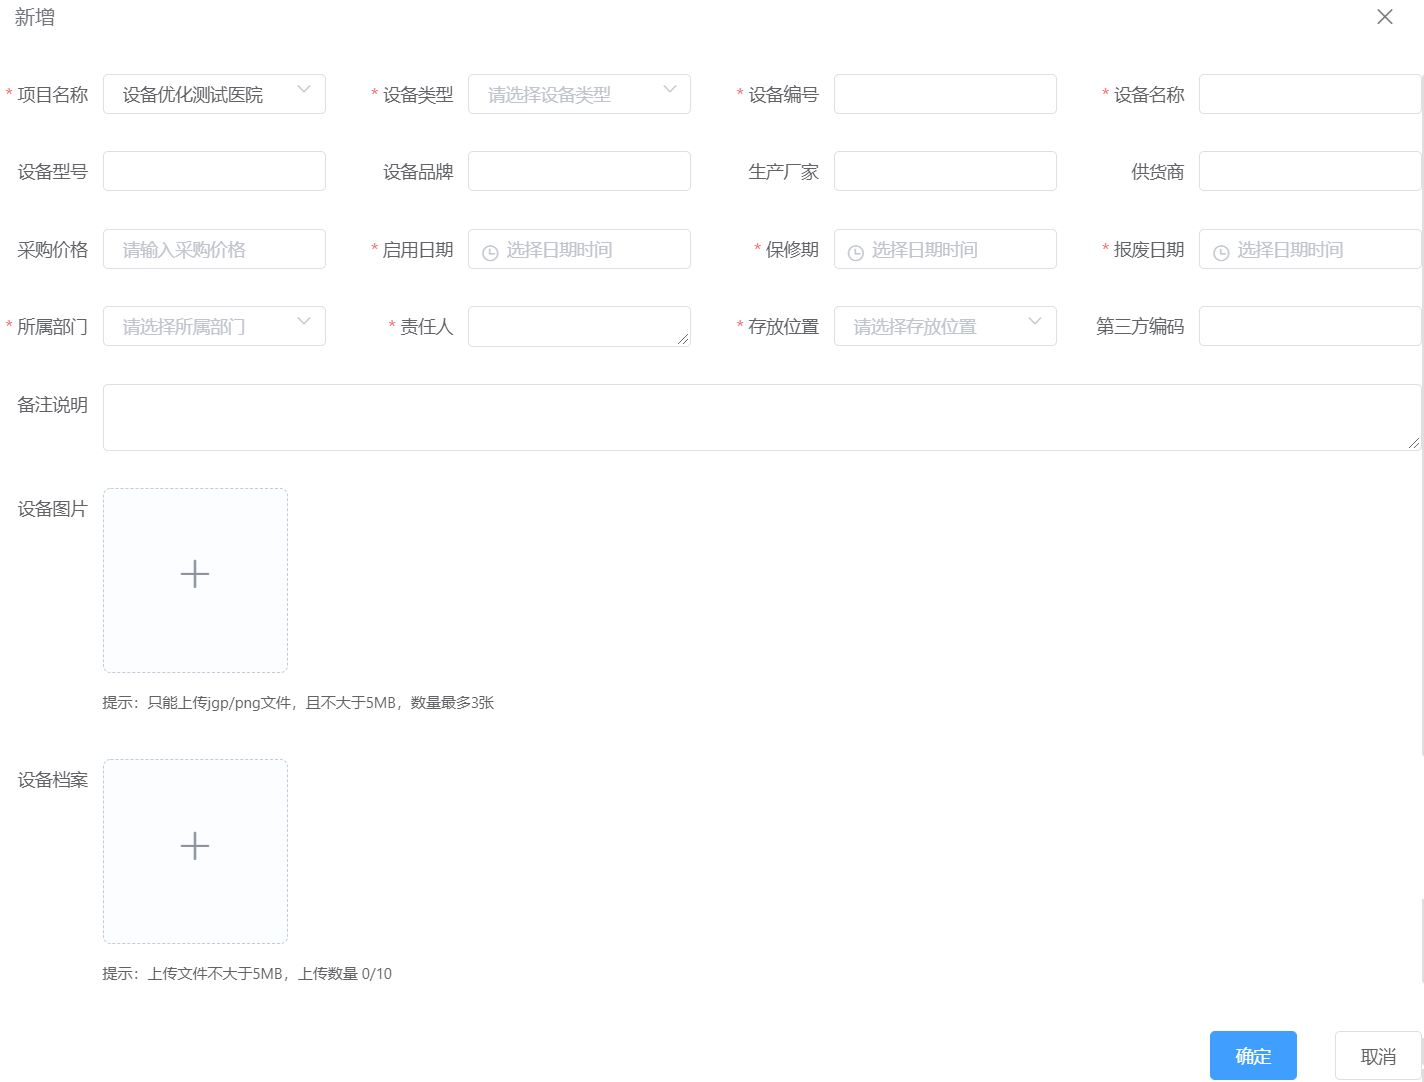 新增
* 项目名称 设备优化测试医院 * 设备类型 请选择设备类型 * 设备编号 * 设备名称
设备型号 设备品牌 生产厂家 供货商
采购价格 请输入采购价格 * 启用日期 选择日期时间 * 保修期 选择日期时间 * 报废日期 选择日期时间
* 所属部门 请选择所属部门 * 责任人 * 存放位置 请选择存放位置 第三方编码
备注说明
设备图片
提示：只能上传jgp/png文件，且不大于5MB，数量最多3张
设备档案
提示：上传文件不大于5MB，上传数量 0/10
确定 取消